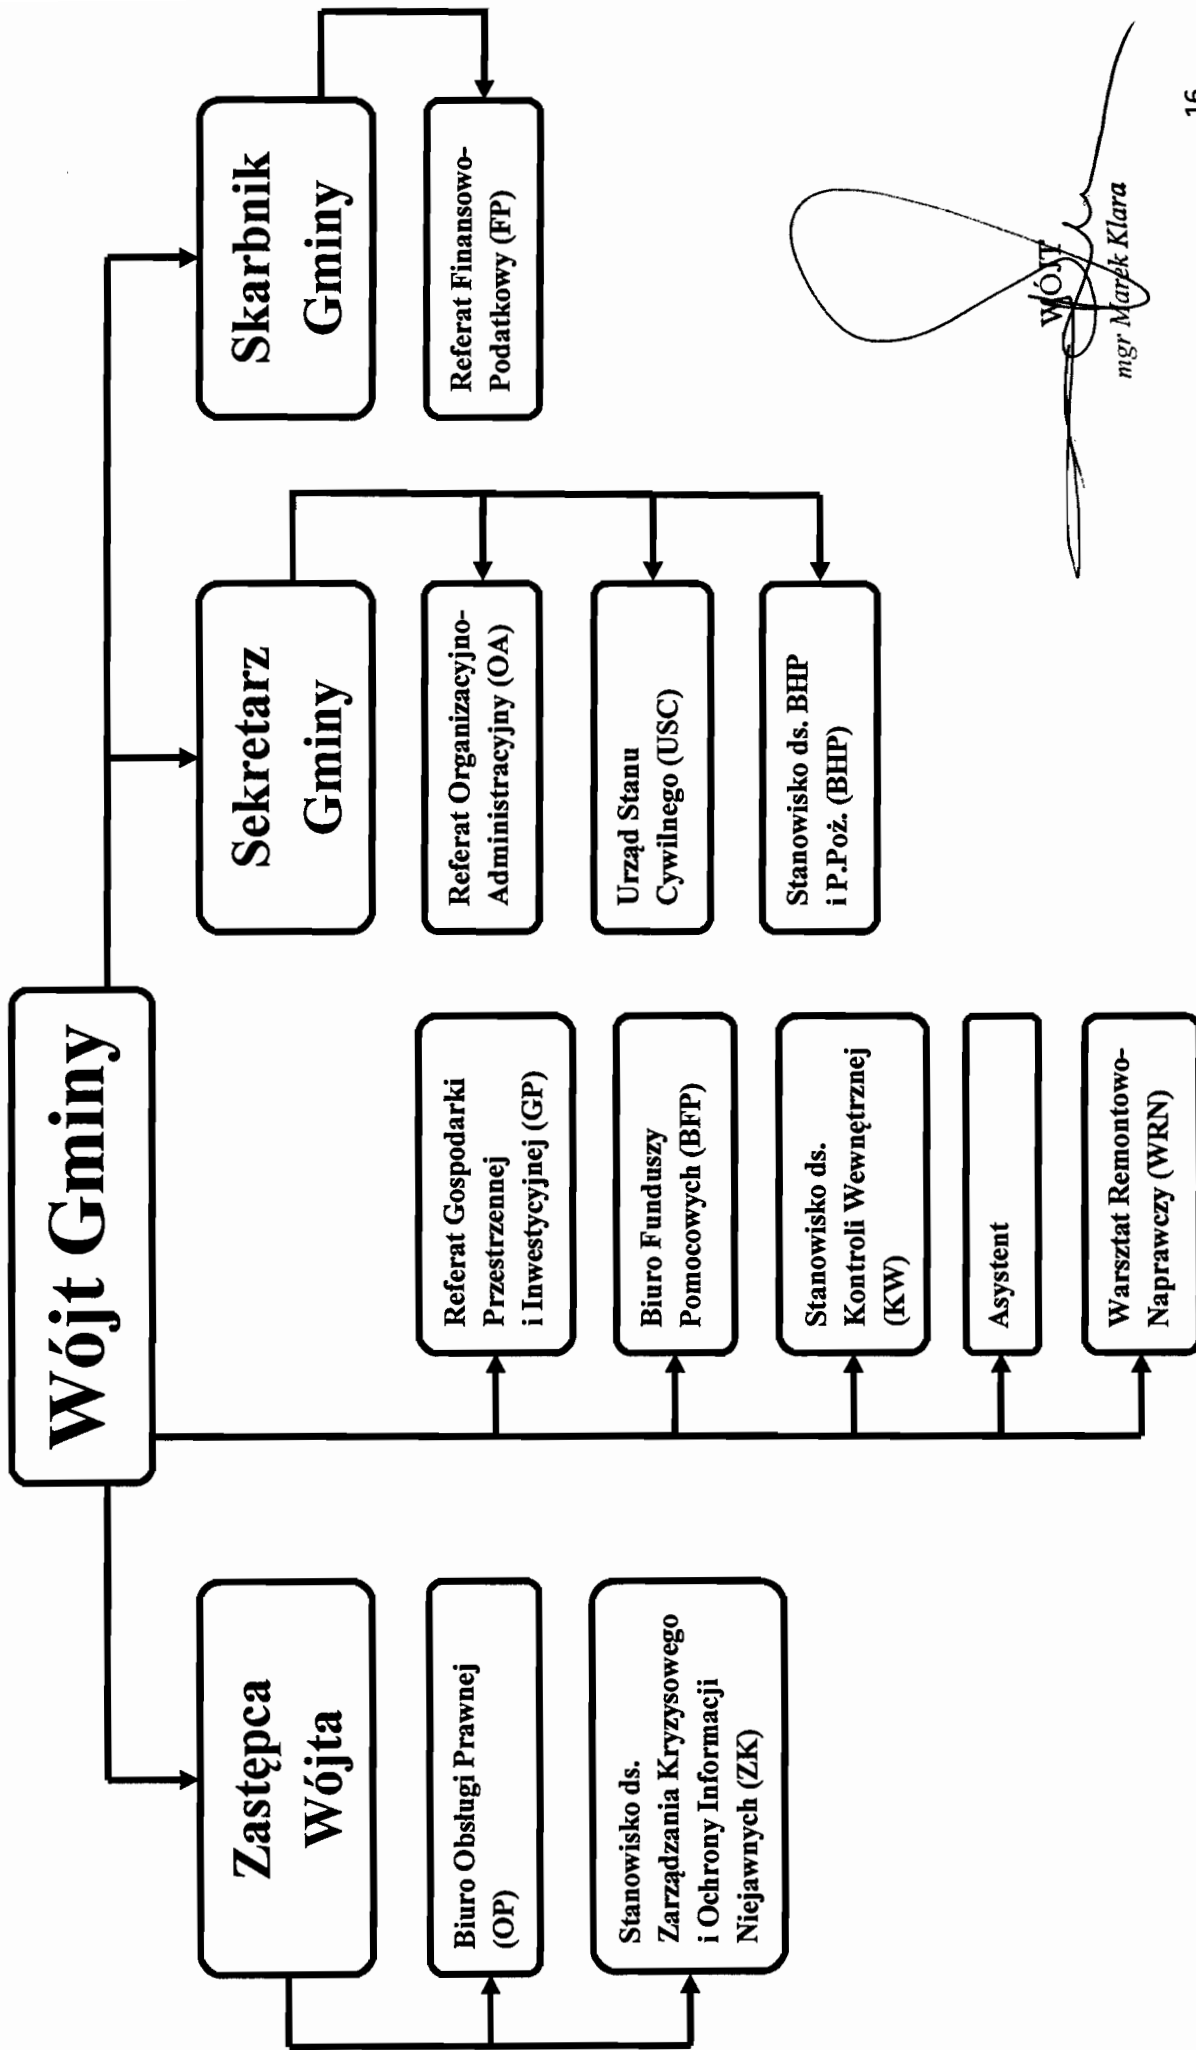 Wójt Gminy
Zastępca
Wójta
Biuro Obsługi Prawnej
(OP)
Stanowisko ds.
Zarządzania Kryzysowego
i Ochrony Informacji
Niejawnych (ZK)
Referat Gospodarki
Przestrzennej
i Inwestycyjnej (GP)
Biuro Funduszy
Pomocowych (BFP)
Stanowisko ds.
Kontroli Wewnętrznej
(KW)
Asystent
Warsztat Remontowo-
Naprawczy (WRN)
Sekretarz
Gminy
Referat Organizacyjno-
Administracyjny (OA)
Urząd Stanu
Cywilnego (USC)
Stanowisko ds. BHP
i P.Poż. (BHP)
Skarbnik
Gminy
Referat Finansowo-
Podatkowy (FP)
WÓJT
mgr Marek Klara
16